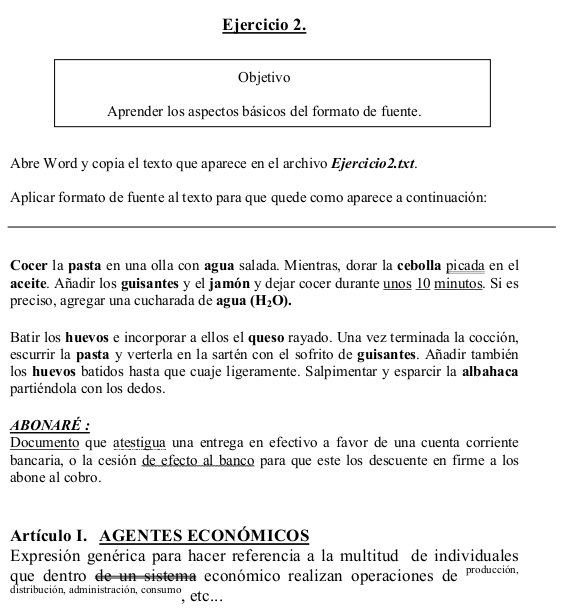 Ejercicio 2.
Objetivo
Aprender los aspectos básicos del formato de fuente.
Abre Word y copia el texto que aparece en el archivo Ejercicio2.txt.
Aplicar formato de fuente al texto para que quede como aparece a continuación:
Cocer la pasta en una olla con agua salada. Mientras, dorar la cebolla picada en el
aceite. Añadir los guisantes y el jamón y dejar cocer durante unos 10 minutos. Si es
preciso, agregar una cucharada de agua (H₂O).
Batir los huevos e incorporar a ellos el queso rayado. Una vez terminada la cocción,
escurrir la pasta y verterla en la sartén con el sofrito de guisantes. Añadir también
los huevos batidos hasta que cuaje ligeramente. Salpimentar y esparcir la albahaca
partiéndola con los dedos.
ABONARÉ :
Documento que atestigua una entrega en efectivo a favor de una cuenta corriente
bancaria, o la cesión de efecto al banco para que este los descuente en firme a los
abone al cobro.
Artículo I. AGENTES ECONÓMICOS
Expresión genérica para hacer referencia a la multitud de individuales
que dentro de un sistema económico realizan operaciones de producción,
distribución, administración, consumo, etc...